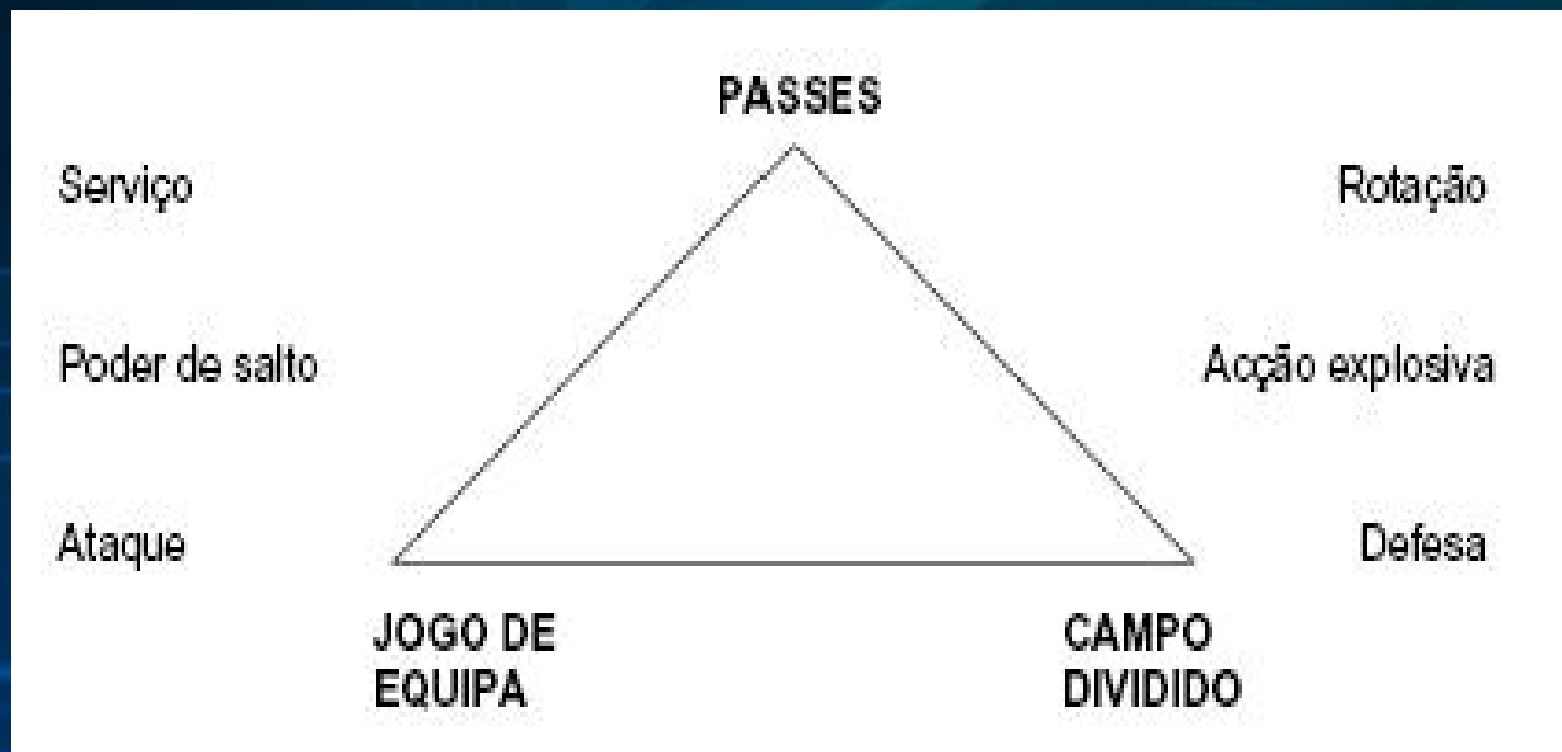 PASSES
Serviço
Rotação
Poder de salto
Acção explosiva
Ataque
Defesa
JOGO DE
EQUIPA
CAMPO
DIVIDIDO